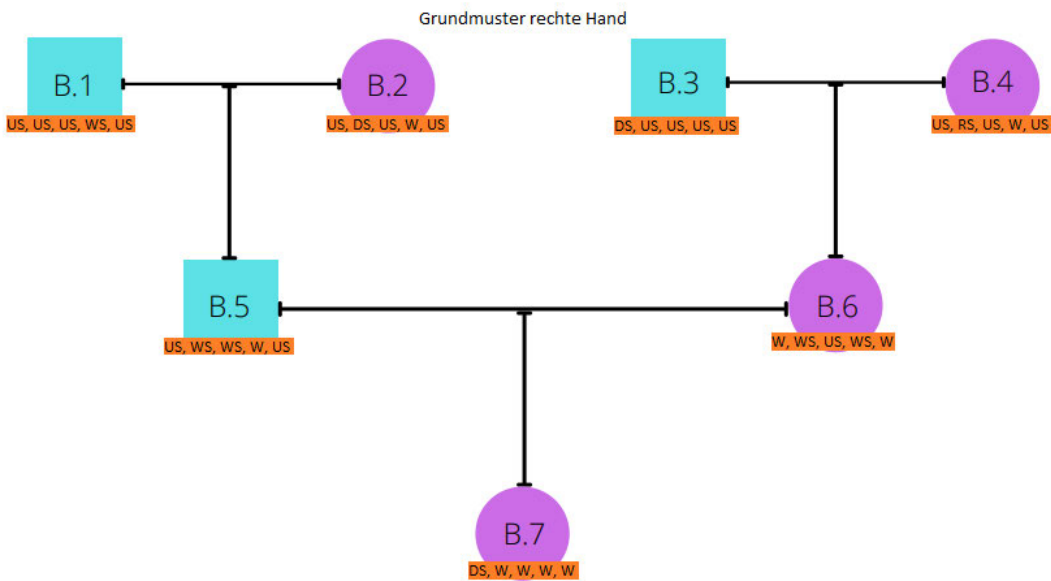 Grundmuster rechte Hand
B.1
B.2
B.3
B.4
US, US, US, WS, US
US, DS, US, W, US
DS, US, US, US, US
US, RS, US, W, US
B.5
B.6
US, WS, WS, W, US
W, WS, US, WS, W
B.7
DS, W, W, W, W